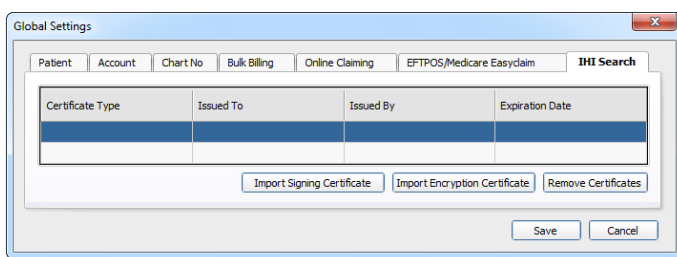 Global Settings
x
Patient Account Chart No Bulk Billing Online Claiming EFTPOS/Medicare Easyclaim IHI Search
Certificate Type Issued To Issued By Expiration Date
Import Signing Certificate Import Encryption Certificate Remove Certificates
Save Cancel